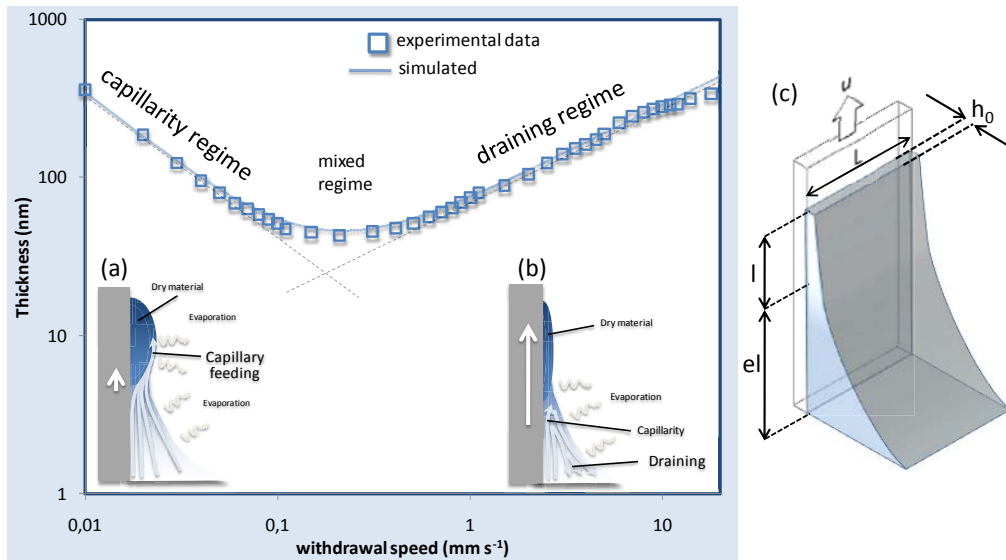 1000
100
10
1
Thickness (nm)
experimental data
simulated
capillarity regime
mixed
regime
draining regime
(a)
Dry material
Evaporation
Capillary
feeding
Evaporation
(b)
Dry material
Evaporation
Capillarity
Draining
0,01
0,1
1
10
withdrawal speed (mm s⁻¹)
(c)
u
h₀
L
l
el